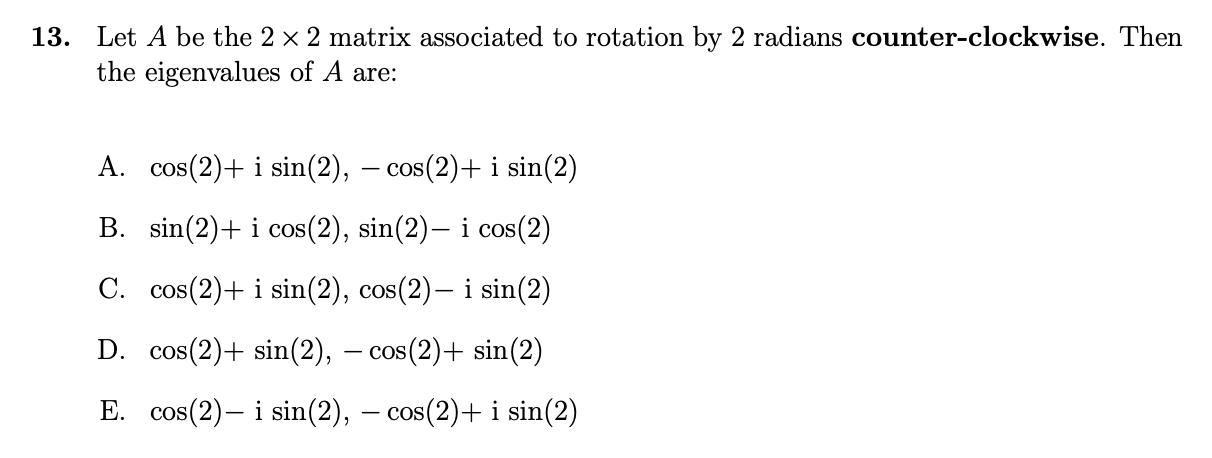 13. Let A be the 2 × 2 matrix associated to rotation by 2 radians counter-clockwise. Then
the eigenvalues of A are:
A. cos(2)+ i sin(2), − cos(2)+ i sin(2)
B. sin(2)+ i cos(2), sin(2)− i cos(2)
C. cos(2)+ i sin(2), cos(2)− i sin(2)
D. cos(2)+ sin(2), − cos(2)+ sin(2)
E. cos(2)− i sin(2), − cos(2)+ i sin(2)